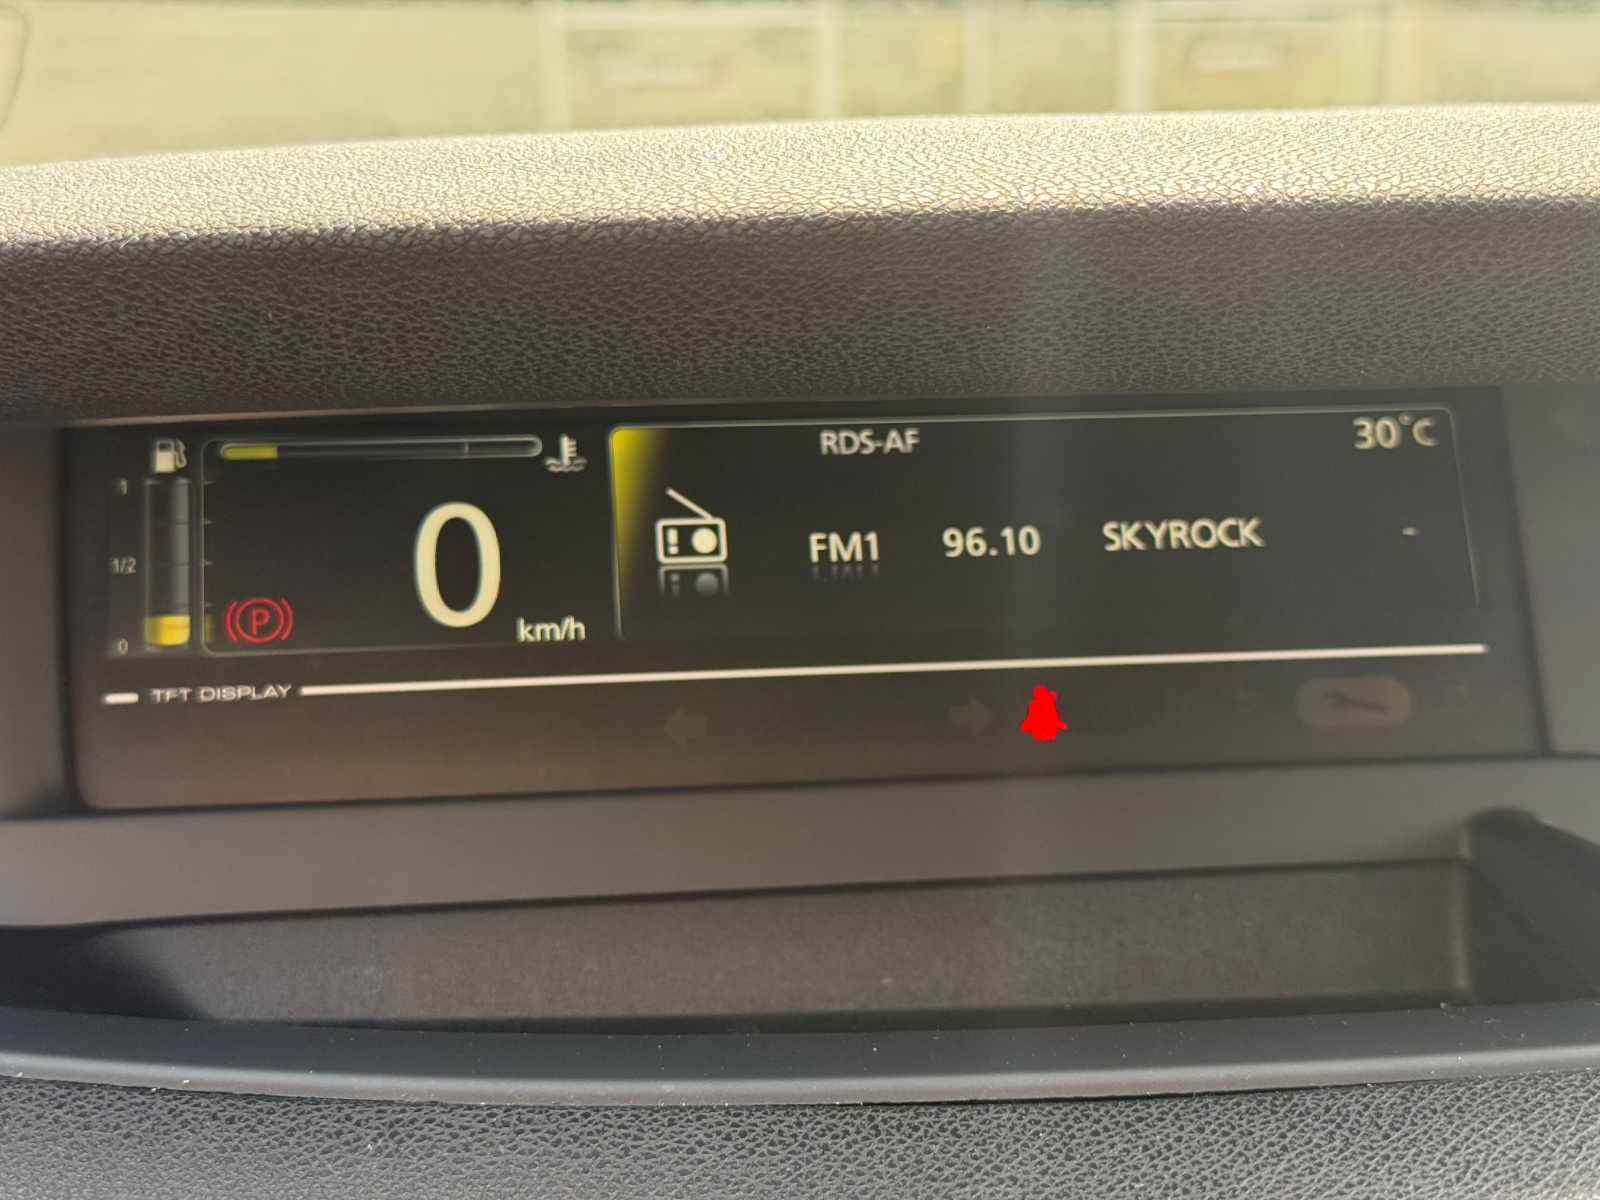 RDS-AF 30°C
1
0 km/h
FM1 96.10 SKYROCK -
1/2
P
0
TFT DISPLAY